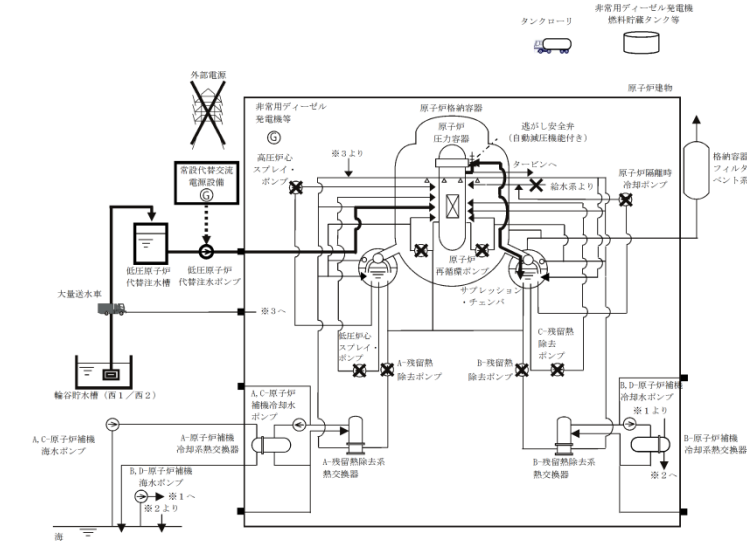 タンクローリ
非常用ディーゼル発電機
燃料貯蔵タンク等
外部電源
原子炉建物
非常用ディーゼル
発電機等
G
原子炉格納容器
原子炉
圧力容器
逃がし安全弁
(自動減圧機能付き)
※3より
高圧炉心
スプレイ・
ポンプ
タービンへ
給水系より
原子炉隔離時
冷却ポンプ
格納容器
フィルタ
ベント系
常設代替交流
電源設備
G
低圧原子炉
代替注水槽
低圧原子炉
代替注水ポンプ
原子炉
再循環ポンプ
サプレッション
・チェンバ
大量送水車
※3へ
低圧炉心
スプレイ・
ポンプ
A-残留熱
除去ポンプ
B-残留熱
除去ポンプ
C-残留熱
除去
ポンプ
輪谷貯水槽(西1/西2)
A,C-原子炉
補機冷却水
ポンプ
B,D-原子炉補機
冷却水ポンプ
※1より
A,C-原子炉補機
海水ポンプ
A-原子炉補機
冷却系熱交換器
A-残留熱除去系
熱交換器
B-残留熱除去系
熱交換器
B-原子炉補機
冷却系熱交換器
※2へ
B,D-原子炉補機
海水ポンプ
※1へ
※2より
海